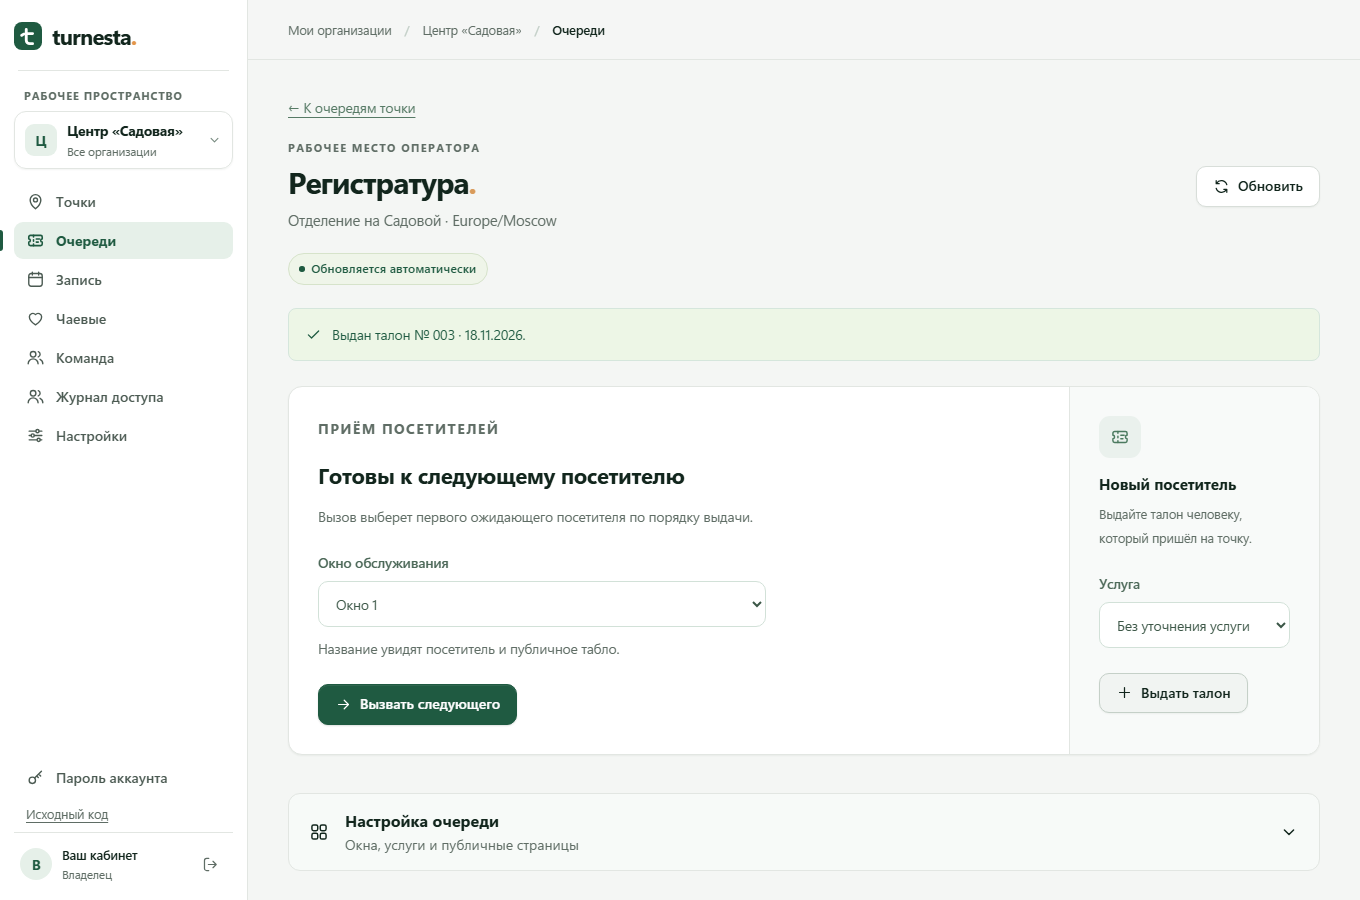 turnesta.
РАБОЧЕЕ ПРОСТРАНСТВО
Ц
Центр «Садовая»
Все организации
Точки
Очереди
Запись
Чаевые
Команда
Журнал доступа
Настройки
Пароль аккаунта
Исходный код
В
Ваш кабинет
Владелец
Мои организации / Центр «Садовая» / Очереди
← К очередям точки
РАБОЧЕЕ МЕСТО ОПЕРАТОРА
Регистратура.
Отделение на Садовой · Europe/Moscow
Обновить
Обновляется автоматически
Выдан талон № 003 · 18.11.2026.
ПРИЁМ ПОСЕТИТЕЛЕЙ
Готовы к следующему посетителю
Вызов выберет первого ожидающего посетителя по порядку выдачи.
Окно обслуживания
Окно 1
Название увидят посетитель и публичное табло.
Вызвать следующего
Новый посетитель
Выдайте талон человеку,
который пришёл на точку.
Услуга
Без уточнения услуги
Выдать талон
Настройка очереди
Окна, услуги и публичные страницы